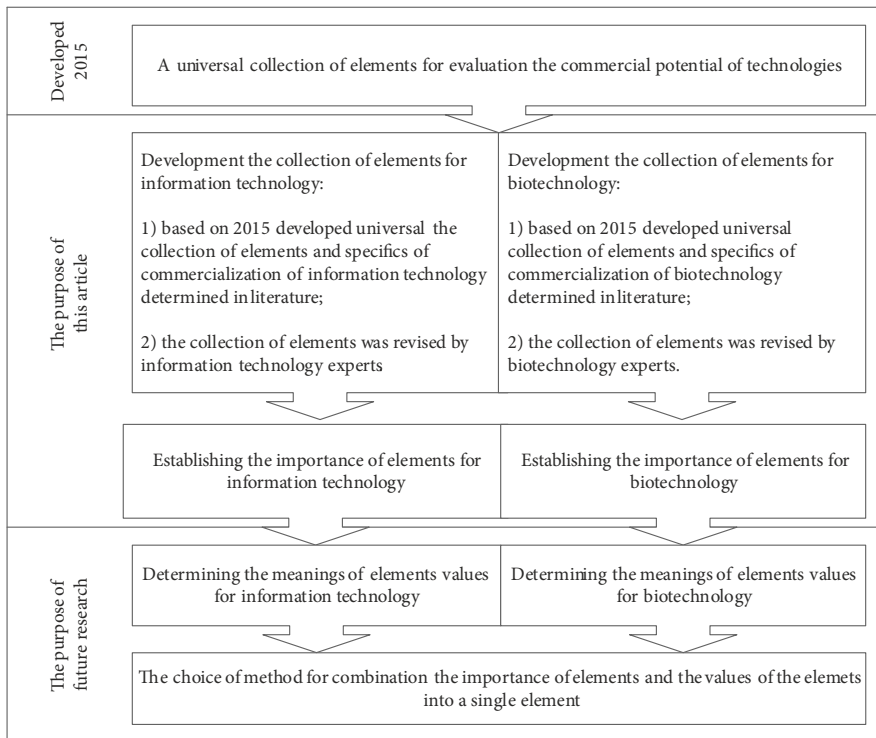 Developed
2015
A universal collection of elements for evaluation the commercial potential of technologies
The purpose of
this article
Development the collection of elements for
information technology:
1) based on 2015 developed universal the
collection of elements and specifics of
commercialization of information technology
determined in literature;
2) the collection of elements was revised by
information technology experts.
Development the collection of elements for
biotechnology:
1) based on 2015 developed universal
collection of elements and specifics of
commercialization of biotechnology
determined in literature;
2) the collection of elements was revised by
biotechnology experts.
Establishing the importance of elements for
information technology
Establishing the importance of elements for
biotechnology
The purpose of
future research
Determining the meanings of elements values
for information technology
Determining the meanings of elements values
for biotechnology
The choice of method for combination the importance of elements and the values of the elemets
into a single element